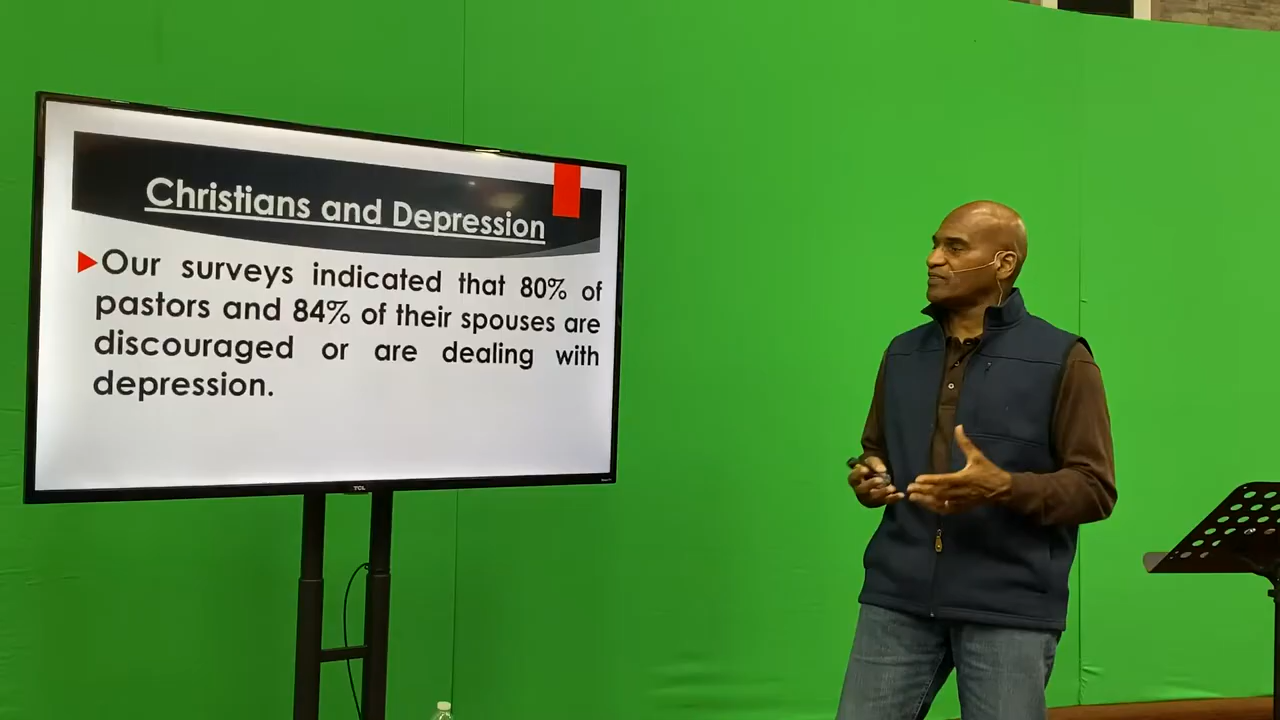 Christians and Depression
Our surveys indicated that 80% of
pastors and 84% of their spouses are
discouraged or are dealing with
depression.
TCL